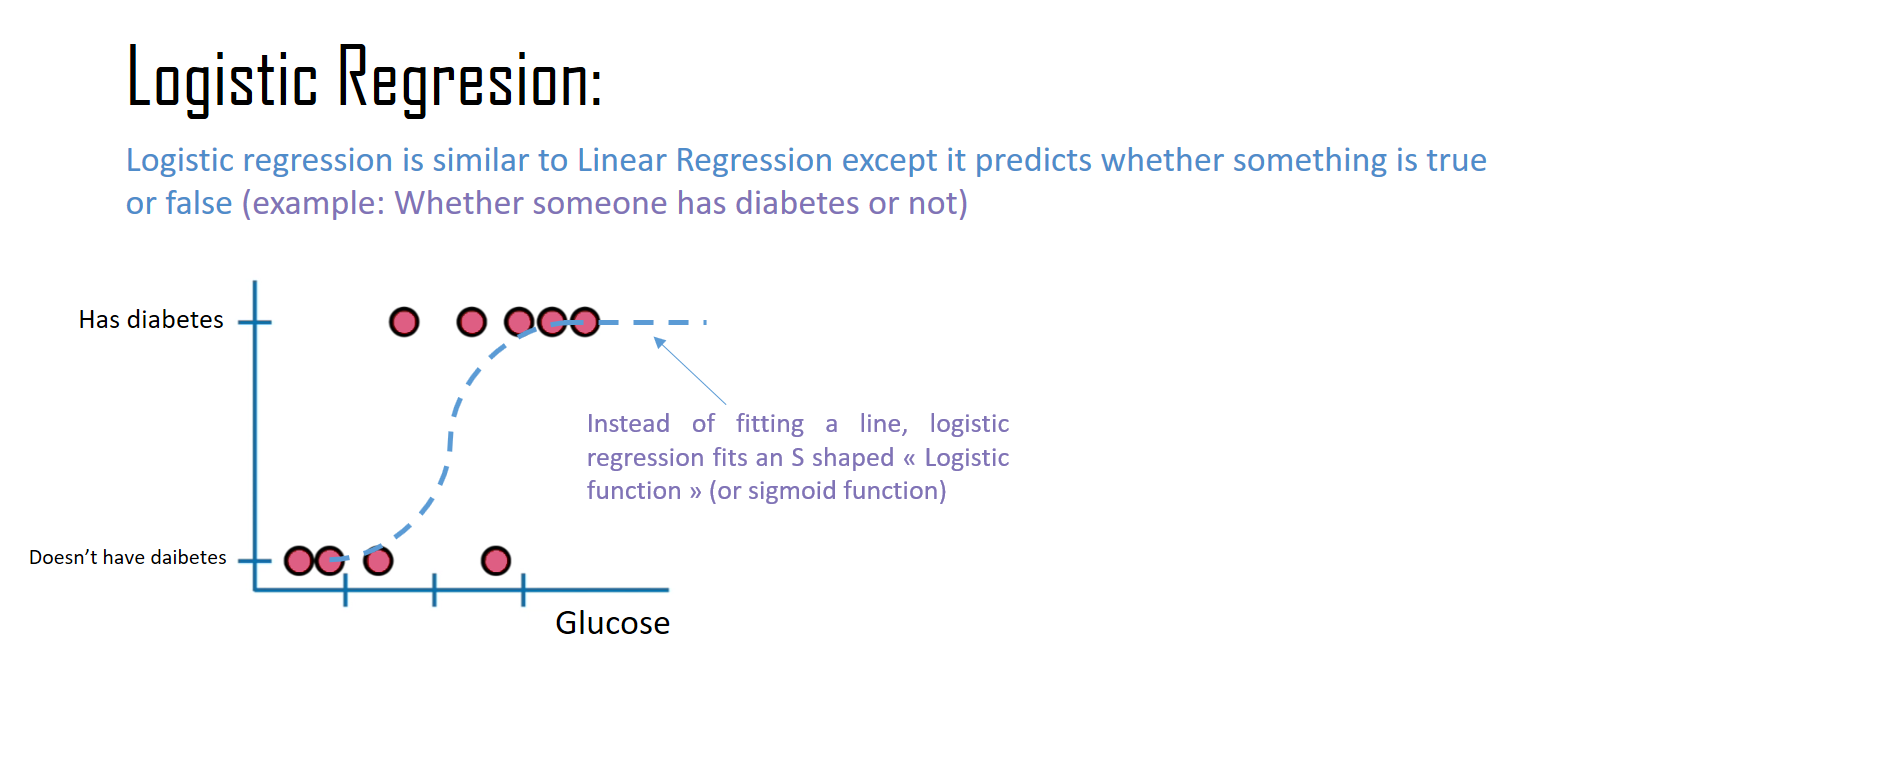 Logistic Regresion:
Logistic regression is similar to Linear Regression except it predicts whether something is true
or false (example: Whether someone has diabetes or not)
Has diabetes
Instead of fitting a line, logistic
regression fits an S shaped « Logistic
function » (or sigmoid function)
Doesn’t have daibetes
Glucose